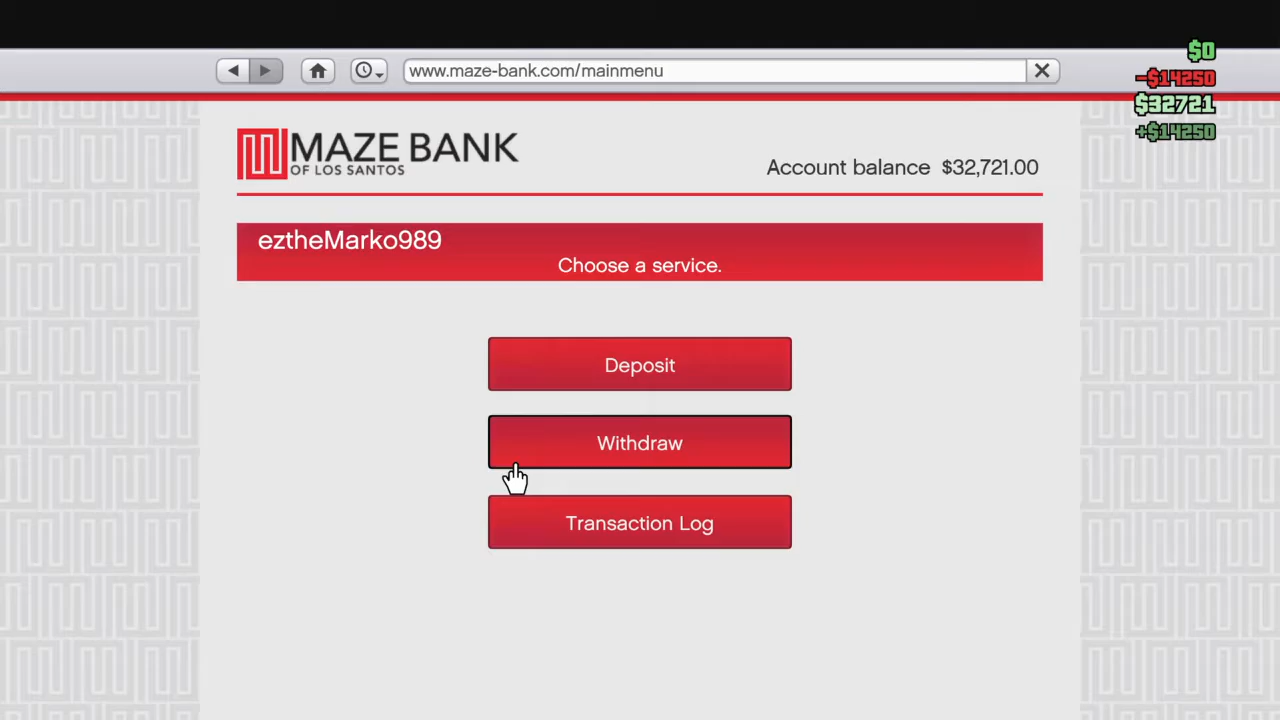 www.maze-bank.com/mainmenu
$0
-$14250
$32721
+$14250
MAZE BANK
OF LOS SANTOS
Account balance $32,721.00
eztheMarko989
Choose a service.
Deposit
Withdraw
Transaction Log